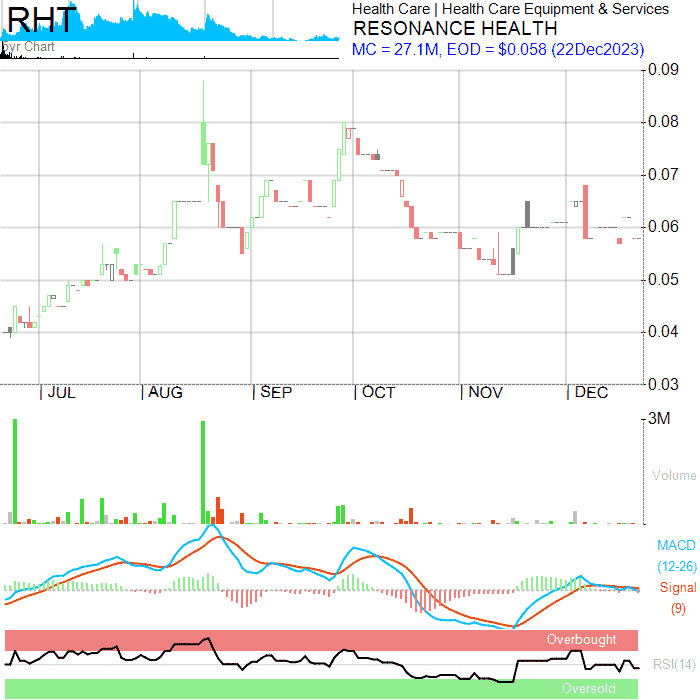 RHT
5yr Chart
Health Care | Health Care Equipment & Services
RESONANCE HEALTH
MC = 27.1M, EOD = $0.058 (22Dec2023)
0.09
0.08
0.07
0.06
0.05
0.04
0.03
JUL AUG SEP OCT NOV DEC
3M
Volume
MACD
(12-26)
Signal
(9)
Overbought
RSI(14)
Oversold